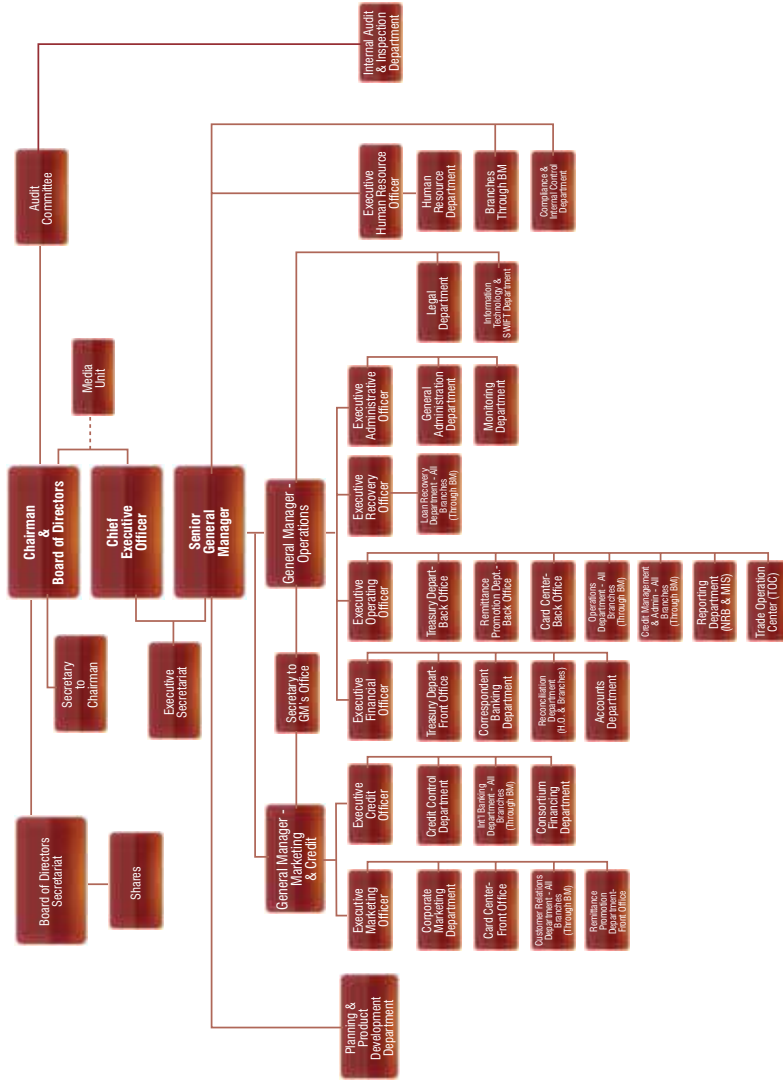 Chairman
&
Board of Directors
Audit
Committee
Board of Directors
Secretariat
Shares
Secretary
to
Chairman
Media
Unit
Chief
Executive
Officer
Executive
Secretariat
Senior
General
Manager
Internal Audit
& Inspection
Department
Planning &
Product
Development
Department
General Manager -
Marketing
& Credit
Secretary to
GM's Office
General Manager -
Operations
Executive
Marketing
Officer
Corporate
Marketing
Department
Card Center-
Front Office
Customer Relations
Department - All
Branches
(Through BM)
Remittance
Promotion
Department-
Front Office
Executive
Credit
Officer
Credit Control
Department
Int'l Banking
Department - All
Branches
(Through BM)
Consortium
Financing
Department
Executive
Financial
Officer
Treasury Depart-
Front Office
Correspondent
Banking
Department
Reconciliation
Department
(H.O. & Branches)
Accounts
Department
Executive
Operating
Officer
Treasury Depart-
Back Office
Remittance
Promotion Dept.-
Back Office
Card Center-
Back Office
Operations
Department - All
Branches
(Through BM)
Credit Management
& Admin - All
Branches
(Through BM)
Reporting
Department
(NRB & MIS)
Trade Operation
Center (TOC)
Executive
Recovery
Officer
Loan Recovery
Department - All
Branches
(Through BM)
Executive
Administrative
Officer
General
Administration
Department
Monitoring
Department
Legal
Department
Information
Technology &
SWIFT Department
Executive
Human Resource
Officer
Human
Resource
Department
Branches
Through BM
Compliance &
Internal Control
Department